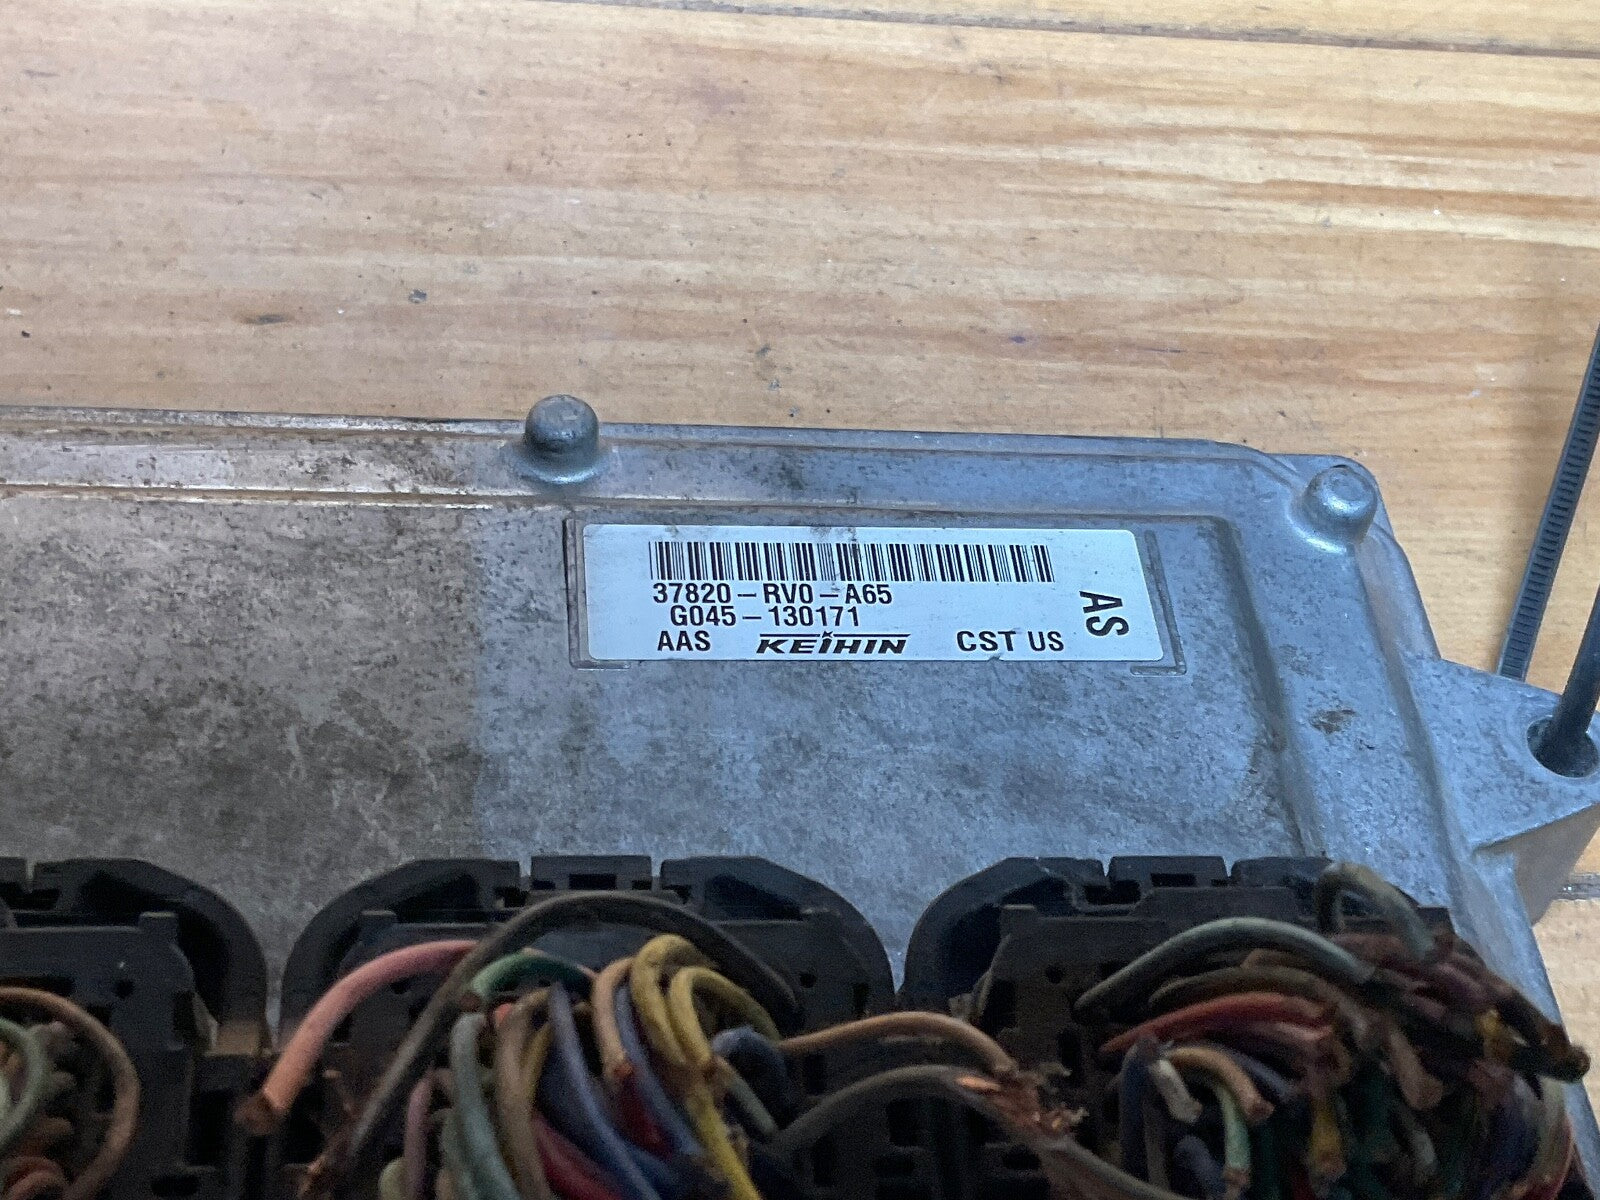 37820-RV0-A65
G045-130171
AAS KEIHIN CST US
AS